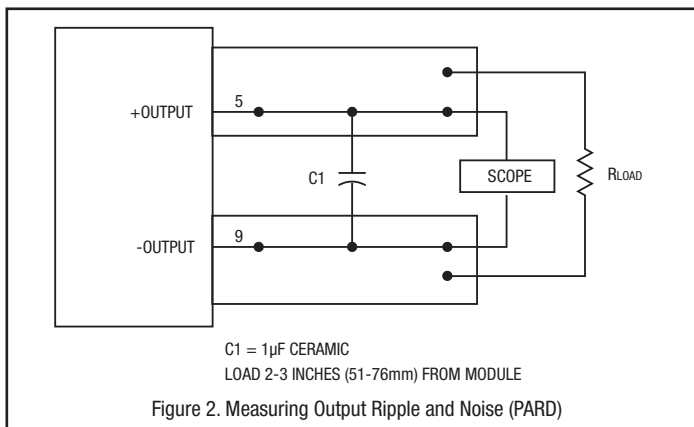 +OUTPUT
5
C1
SCOPE
RLOAD
-OUTPUT
9
C1 = 1µF CERAMIC
LOAD 2-3 INCHES (51-76mm) FROM MODULE
Figure 2. Measuring Output Ripple and Noise (PARD)